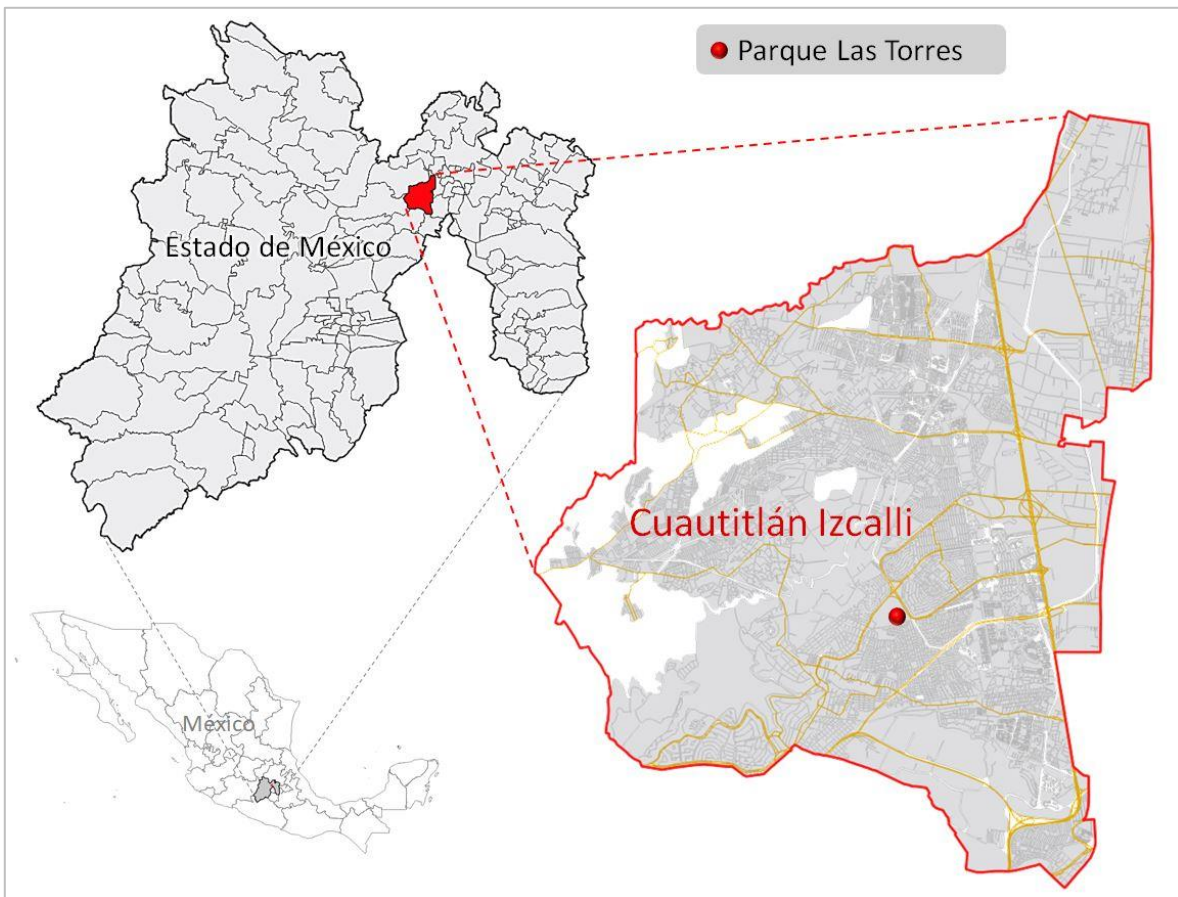 Parque Las Torres
Estado de México
Cuautitlán Izcalli
México